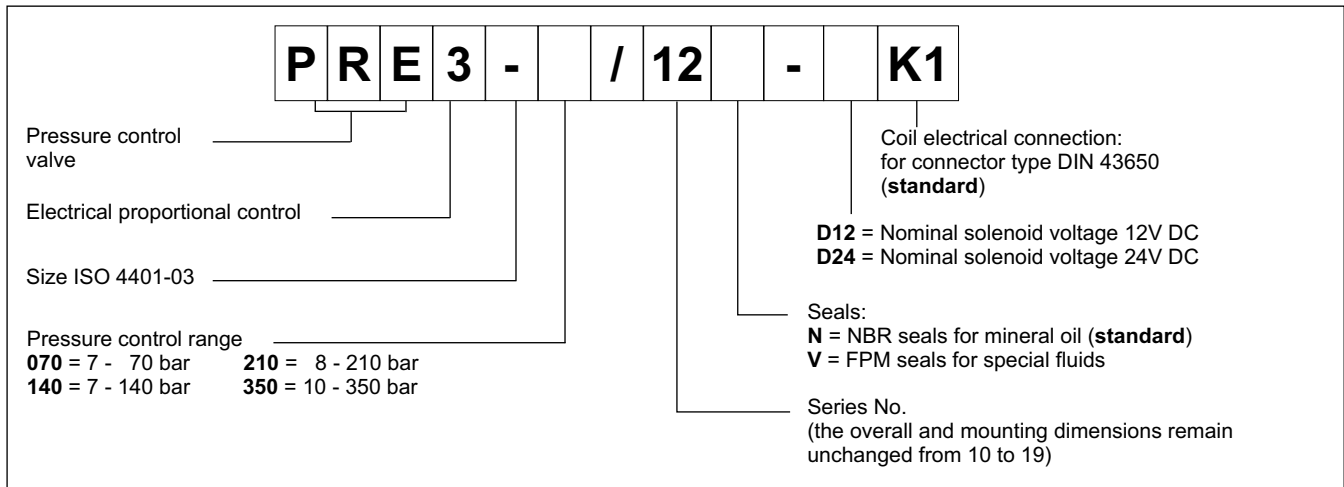 P R E 3 - / 12 - K1
Pressure control
valve
Electrical proportional control
Size ISO 4401-03
Pressure control range
070 = 7 - 70 bar 210 = 8 - 210 bar
140 = 7 - 140 bar 350 = 10 - 350 bar
Coil electrical connection:
for connector type DIN 43650
(standard)
D12 = Nominal solenoid voltage 12V DC
D24 = Nominal solenoid voltage 24V DC
Seals:
N = NBR seals for mineral oil (standard)
V = FPM seals for special fluids
Series No.
(the overall and mounting dimensions remain
unchanged from 10 to 19)